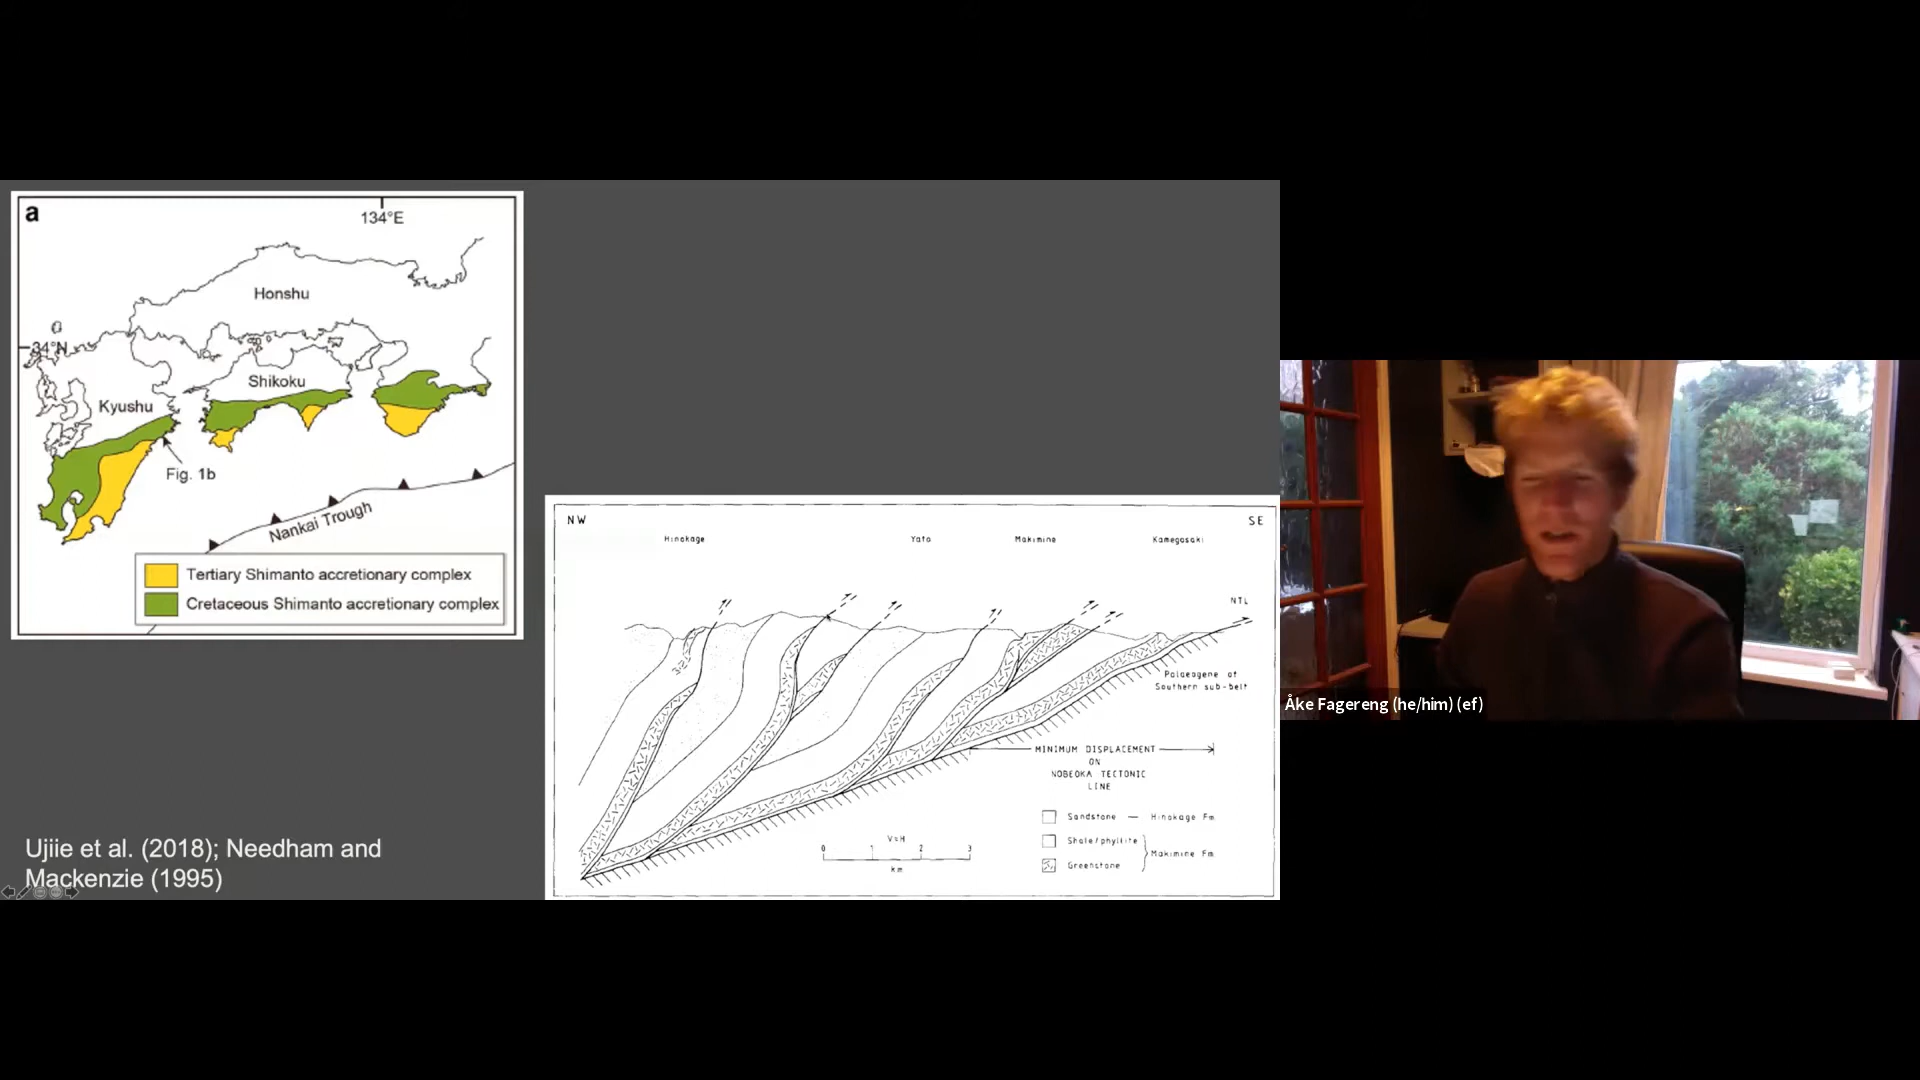 a
134°E
Honshu
34°N
Shikoku
Kyushu
Fig. 1b
Nankai Trough
Tertiary Shimanto accretionary complex
Cretaceous Shimanto accretionary complex
NW
SE
Hinokage
Yato
Makimine
Kamegasaki
NTL
Palaeogene of
Southern sub-belt
MINIMUM DISPLACEMENT
ON
NOBEOKA TECTONIC
LINE
Sandstone — Hinokage Fm
Shale/phyllite
Makimine Fm
Greenstone
V=H
0 1 2 3
km
Ujiie et al. (2018); Needham and
Mackenzie (1995)
Åke Fagereng (he/him) (ef)